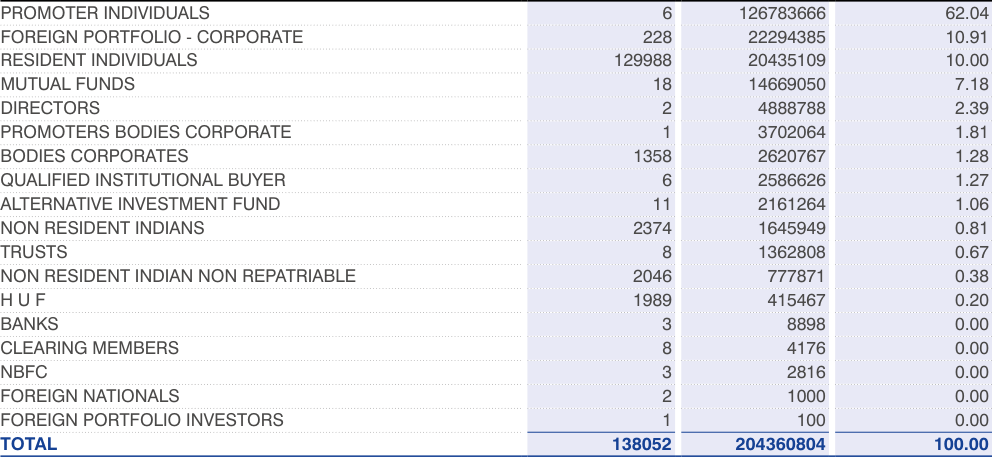 PROMOTER INDIVIDUALS 6 126783666 62.04
FOREIGN PORTFOLIO - CORPORATE 228 22294385 10.91
RESIDENT INDIVIDUALS 129988 20435109 10.00
MUTUAL FUNDS 18 14669050 7.18
DIRECTORS 2 4888788 2.39
PROMOTERS BODIES CORPORATE 1 3702064 1.81
BODIES CORPORATES 1358 2620767 1.28
QUALIFIED INSTITUTIONAL BUYER 6 2586626 1.27
ALTERNATIVE INVESTMENT FUND 11 2161264 1.06
NON RESIDENT INDIANS 2374 1645949 0.81
TRUSTS 8 1362808 0.67
NON RESIDENT INDIAN NON REPATRIABLE 2046 777871 0.38
H U F 1989 415467 0.20
BANKS 3 8898 0.00
CLEARING MEMBERS 8 4176 0.00
NBFC 3 2816 0.00
FOREIGN NATIONALS 2 1000 0.00
FOREIGN PORTFOLIO INVESTORS 1 100 0.00
TOTAL 138052 204360804 100.00